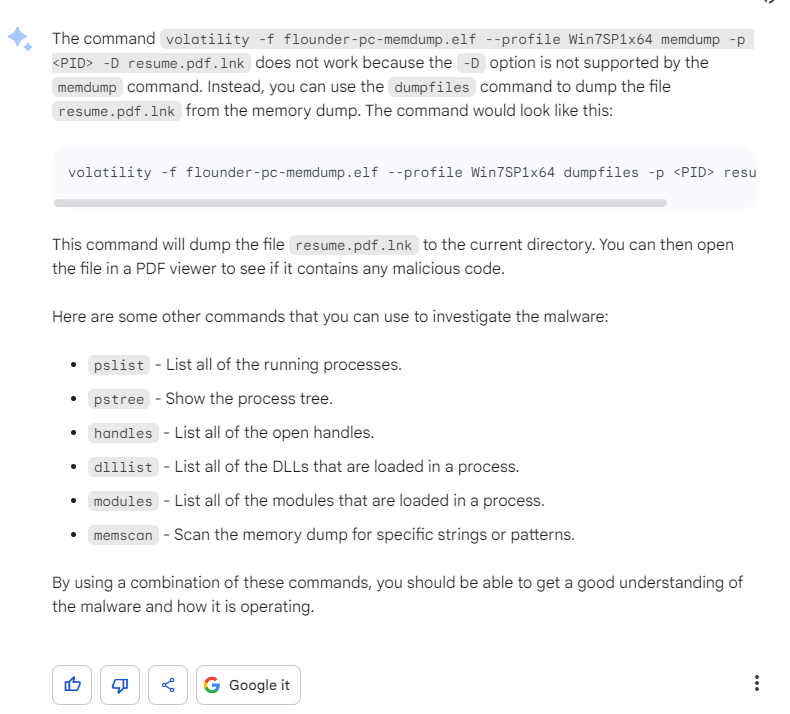 The command volatility -f flounder-pc-memdump.elf --profile Win7SP1x64 memdump -p
<PID> -D resume.pdf.lnk does not work because the -D option is not supported by the
memdump command. Instead, you can use the dumpfiles command to dump the file
resume.pdf.lnk from the memory dump. The command would look like this:
volatility -f flounder-pc-memdump.elf --profile Win7SP1x64 dumpfiles -p <PID> resu
This command will dump the file resume.pdf.lnk to the current directory. You can then open
the file in a PDF viewer to see if it contains any malicious code.
Here are some other commands that you can use to investigate the malware:
• pslist - List all of the running processes.
• pstree - Show the process tree.
• handles - List all of the open handles.
• dlllist - List all of the DLLs that are loaded in a process.
• modules - List all of the modules that are loaded in a process.
• memscan - Scan the memory dump for specific strings or patterns.
By using a combination of these commands, you should be able to get a good understanding of
the malware and how it is operating.
Google it